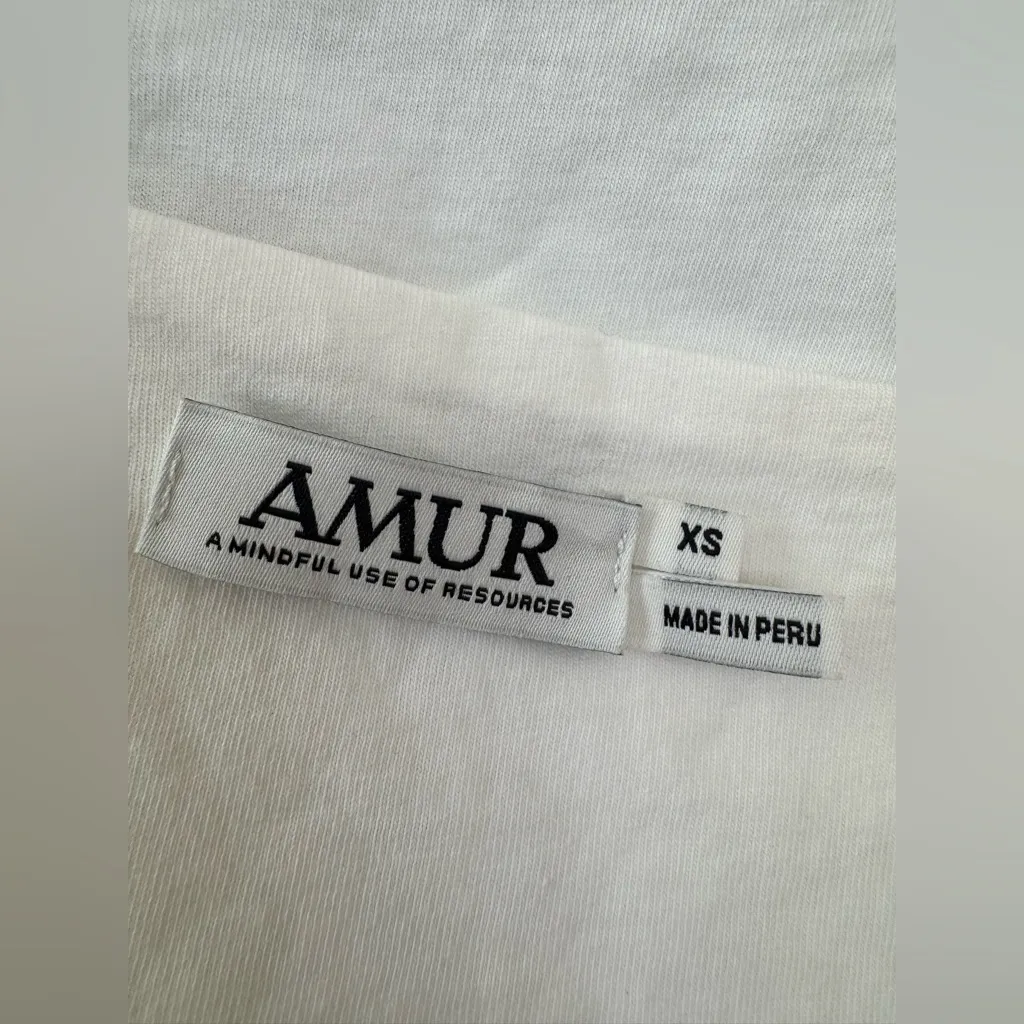 AMUR
A MINDFUL USE OF RESOURCES
XS
MADE IN PERU